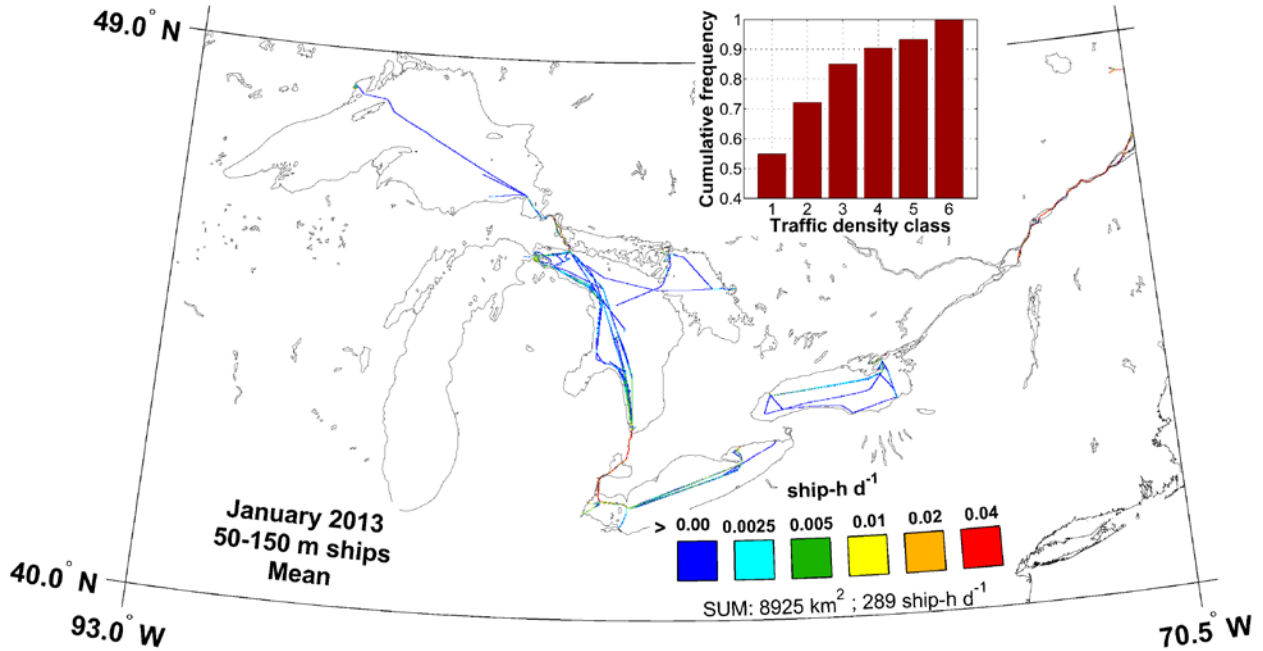 49.0° N
Cumulative frequency
1
0.9
0.8
0.7
0.6
0.5
0.4
1 2 3 4 5 6
Traffic density class
January 2013
50-150 m ships
Mean
ship-h d⁻¹
> 0.00 0.0025 0.005 0.01 0.02 0.04
SUM: 8925 km² ; 289 ship-h d⁻¹
40.0° N
93.0° W
70.5° W